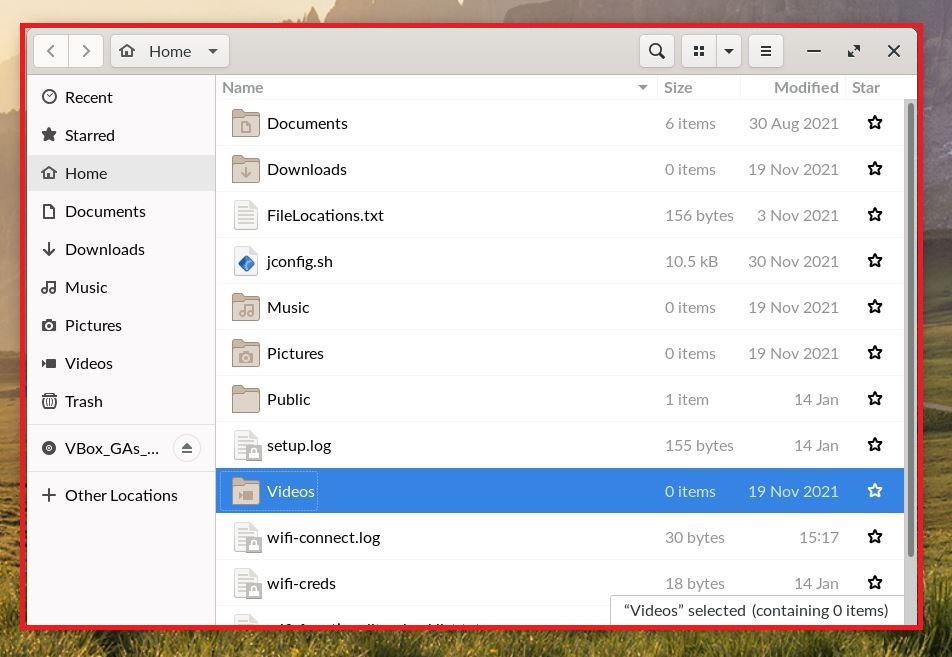 Home
Name Size Modified Star
Recent
Starred
Home
Documents
Downloads
Music
Pictures
Videos
Trash
VBox_GAs_...
Other Locations
Documents 6 items 30 Aug 2021
Downloads 0 items 19 Nov 2021
FileLocations.txt 156 bytes 3 Nov 2021
jconfig.sh 10.5 kB 30 Nov 2021
Music 0 items 19 Nov 2021
Pictures 0 items 19 Nov 2021
Public 1 item 14 Jan
setup.log 155 bytes 14 Jan
Videos 0 items 19 Nov 2021
wifi-connect.log 30 bytes 15:17
wifi-creds 18 bytes 14 Jan
“Videos” selected (containing 0 items)